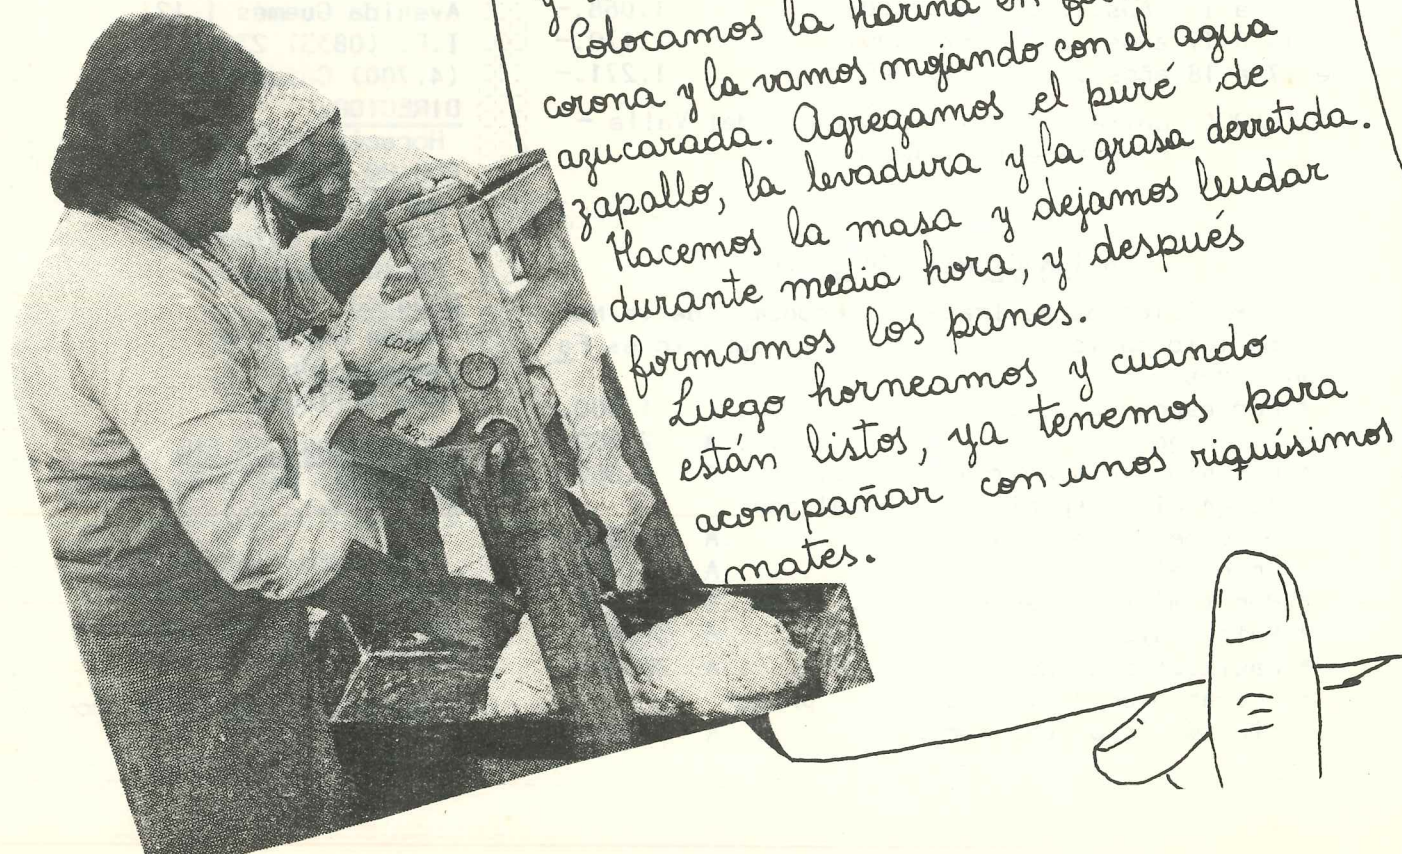 Colocamos la harina en
corona y la vamos mojando con el agua
azucarada. Agregamos el puré de
zapallo, la levadura y la grasa derretida.
Hacemos la masa y dejamos leudar
durante media hora, y después
formamos los panes.
Luego horneamos y cuando
están listos, ya tenemos para
acompañar con unos riquísimos
mates.